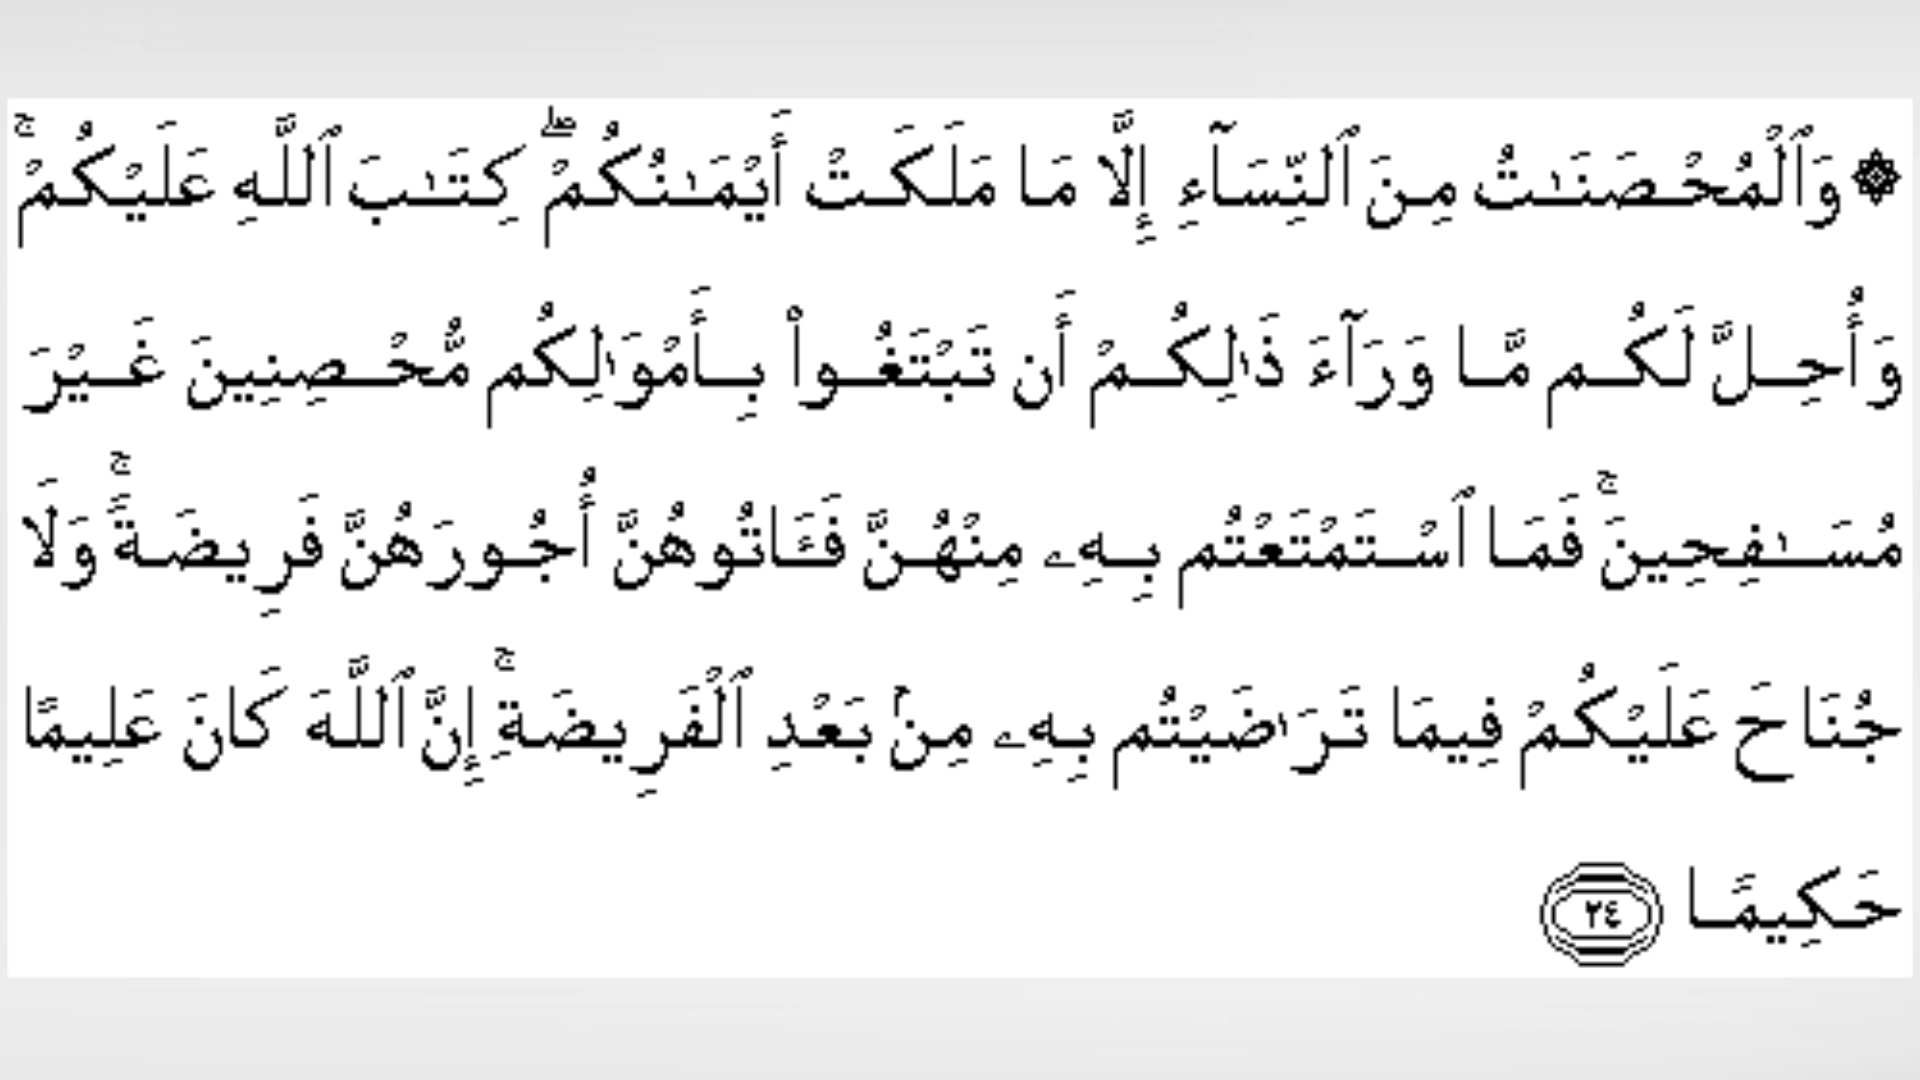 ۞ وَٱلْمُحْصَنَـٰتُ مِنَ ٱلنِّسَآءِ إِلَّا مَا مَلَكَتْ أَيْمَـٰنُكُمْ ۖ كِتَـٰبَ ٱللَّهِ عَلَيْكُمْ ۚ
وَأُحِلَّ لَكُم مَّا وَرَآءَ ذَٰلِكُمْ أَن تَبْتَغُوا۟ بِأَمْوَٰلِكُم مُّحْصِنِينَ غَيْرَ
مُسَـٰفِحِينَ ۚ فَمَا ٱسْتَمْتَعْتُم بِهِۦ مِنْهُنَّ فَـَٔاتُوهُنَّ أُجُورَهُنَّ فَرِيضَةً ۚ وَلَا
جُنَاحَ عَلَيْكُمْ فِيمَا تَرَٰضَيْتُم بِهِۦ مِنۢ بَعْدِ ٱلْفَرِيضَةِ ۚ إِنَّ ٱللَّهَ كَانَ عَلِيمًا
حَكِيمًا ٢٤